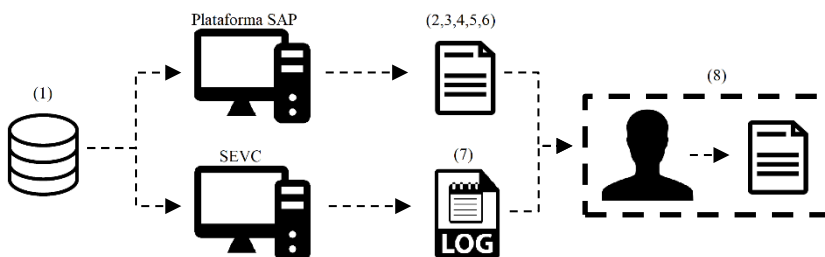 Plataforma SAP
(2,3,4,5,6)
(8)
(1)
SEVC
(7)
LOG